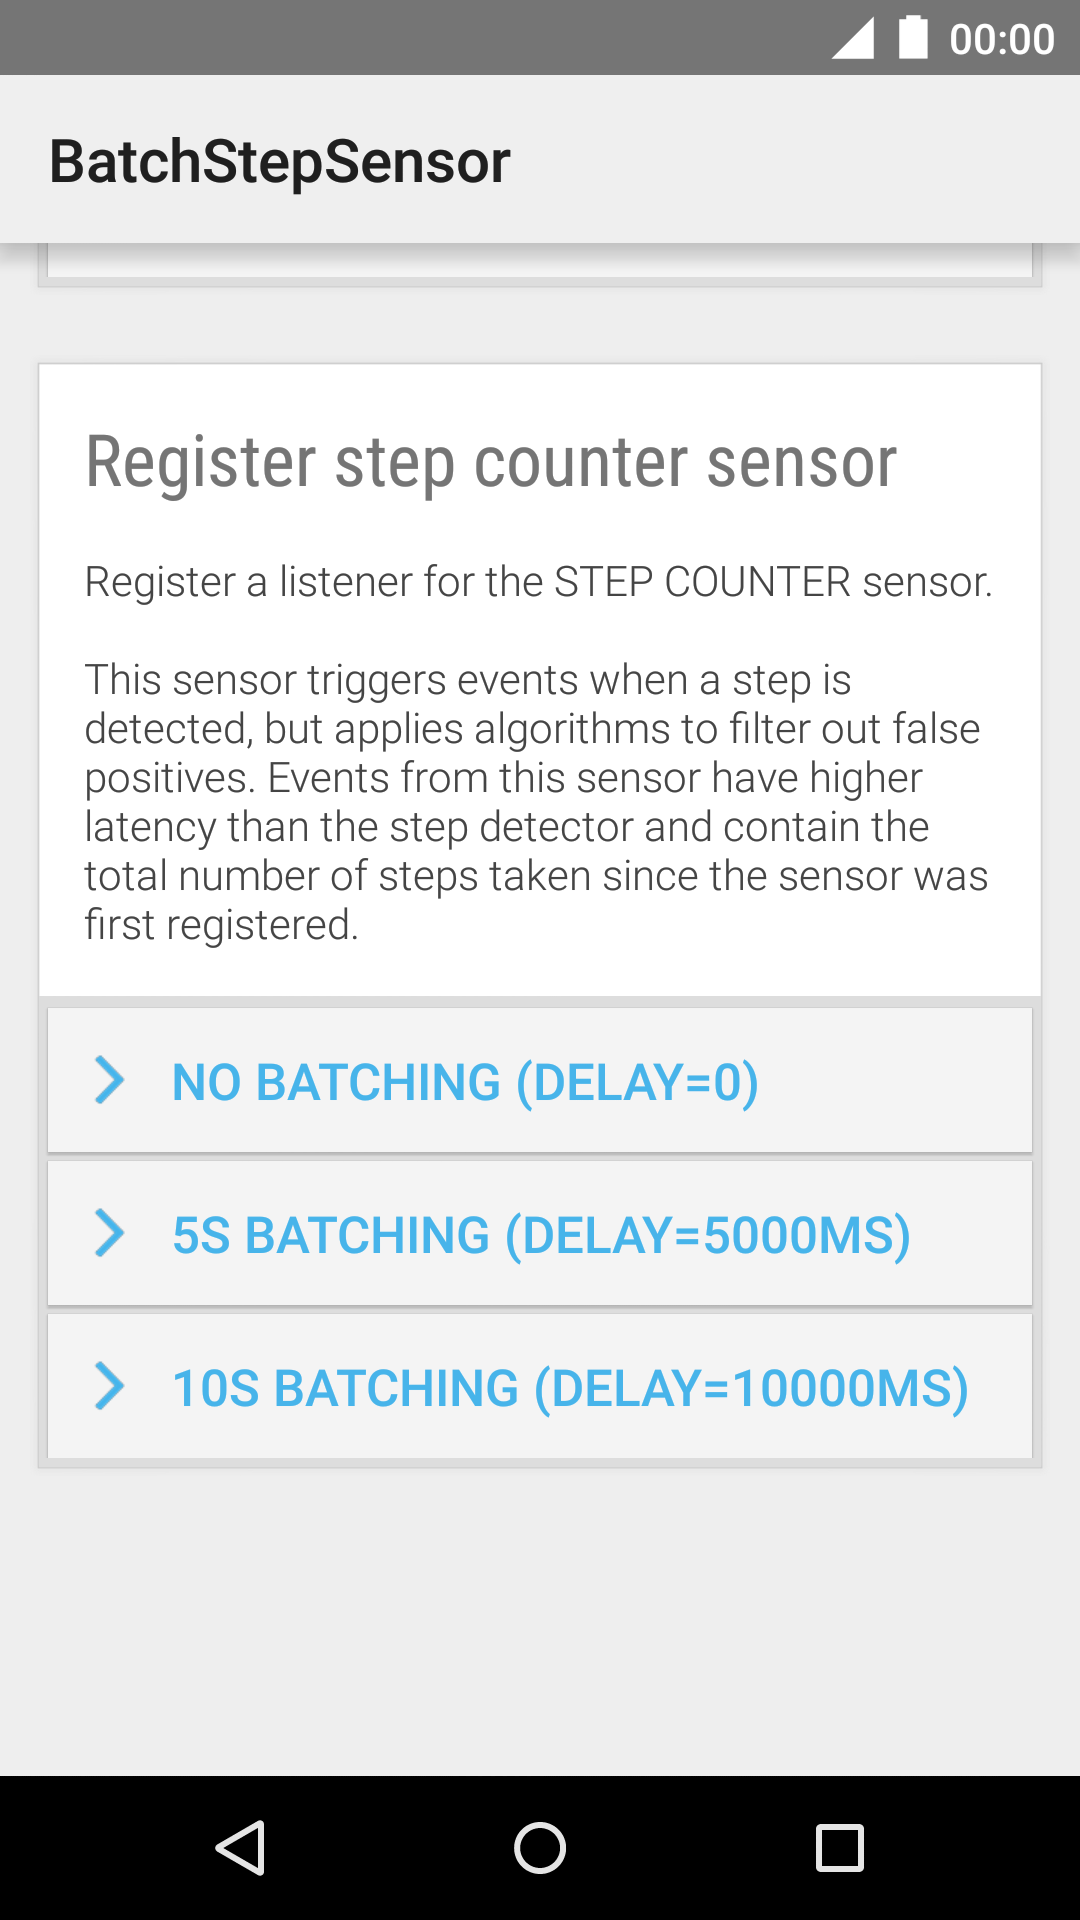 00:00
BatchStepSensor
Register step counter sensor
Register a listener for the STEP COUNTER sensor.
This sensor triggers events when a step is
detected, but applies algorithms to filter out false
positives. Events from this sensor have higher
latency than the step detector and contain the
total number of steps taken since the sensor was
first registered.
NO BATCHING (DELAY=0)
5S BATCHING (DELAY=5000MS)
10S BATCHING (DELAY=10000MS)